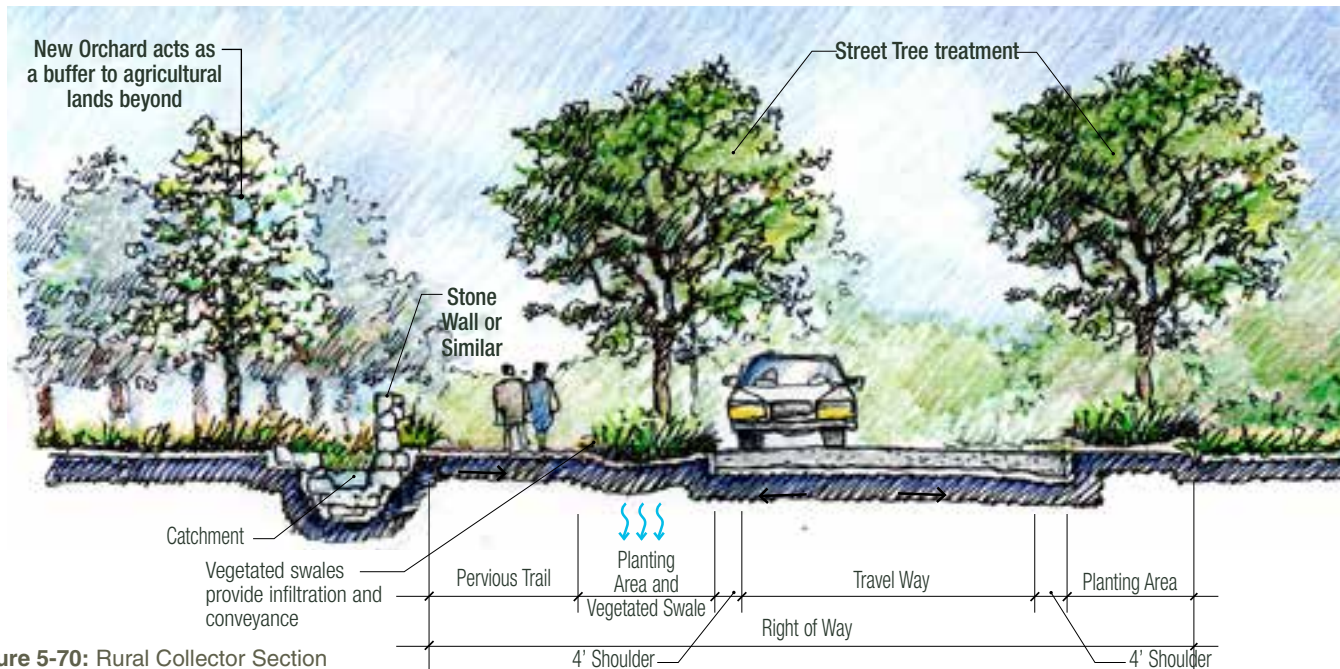 New Orchard acts as
a buffer to agricultural
lands beyond
Street Tree treatment
Stone
Wall or
Similar
Catchment
Vegetated swales
provide infiltration and
conveyance
Pervious Trail
Planting
Area and
Vegetated Swale
Travel Way
Planting Area
Right of Way
4' Shoulder
4' Shoulder
ure 5-70: Rural Collector Section